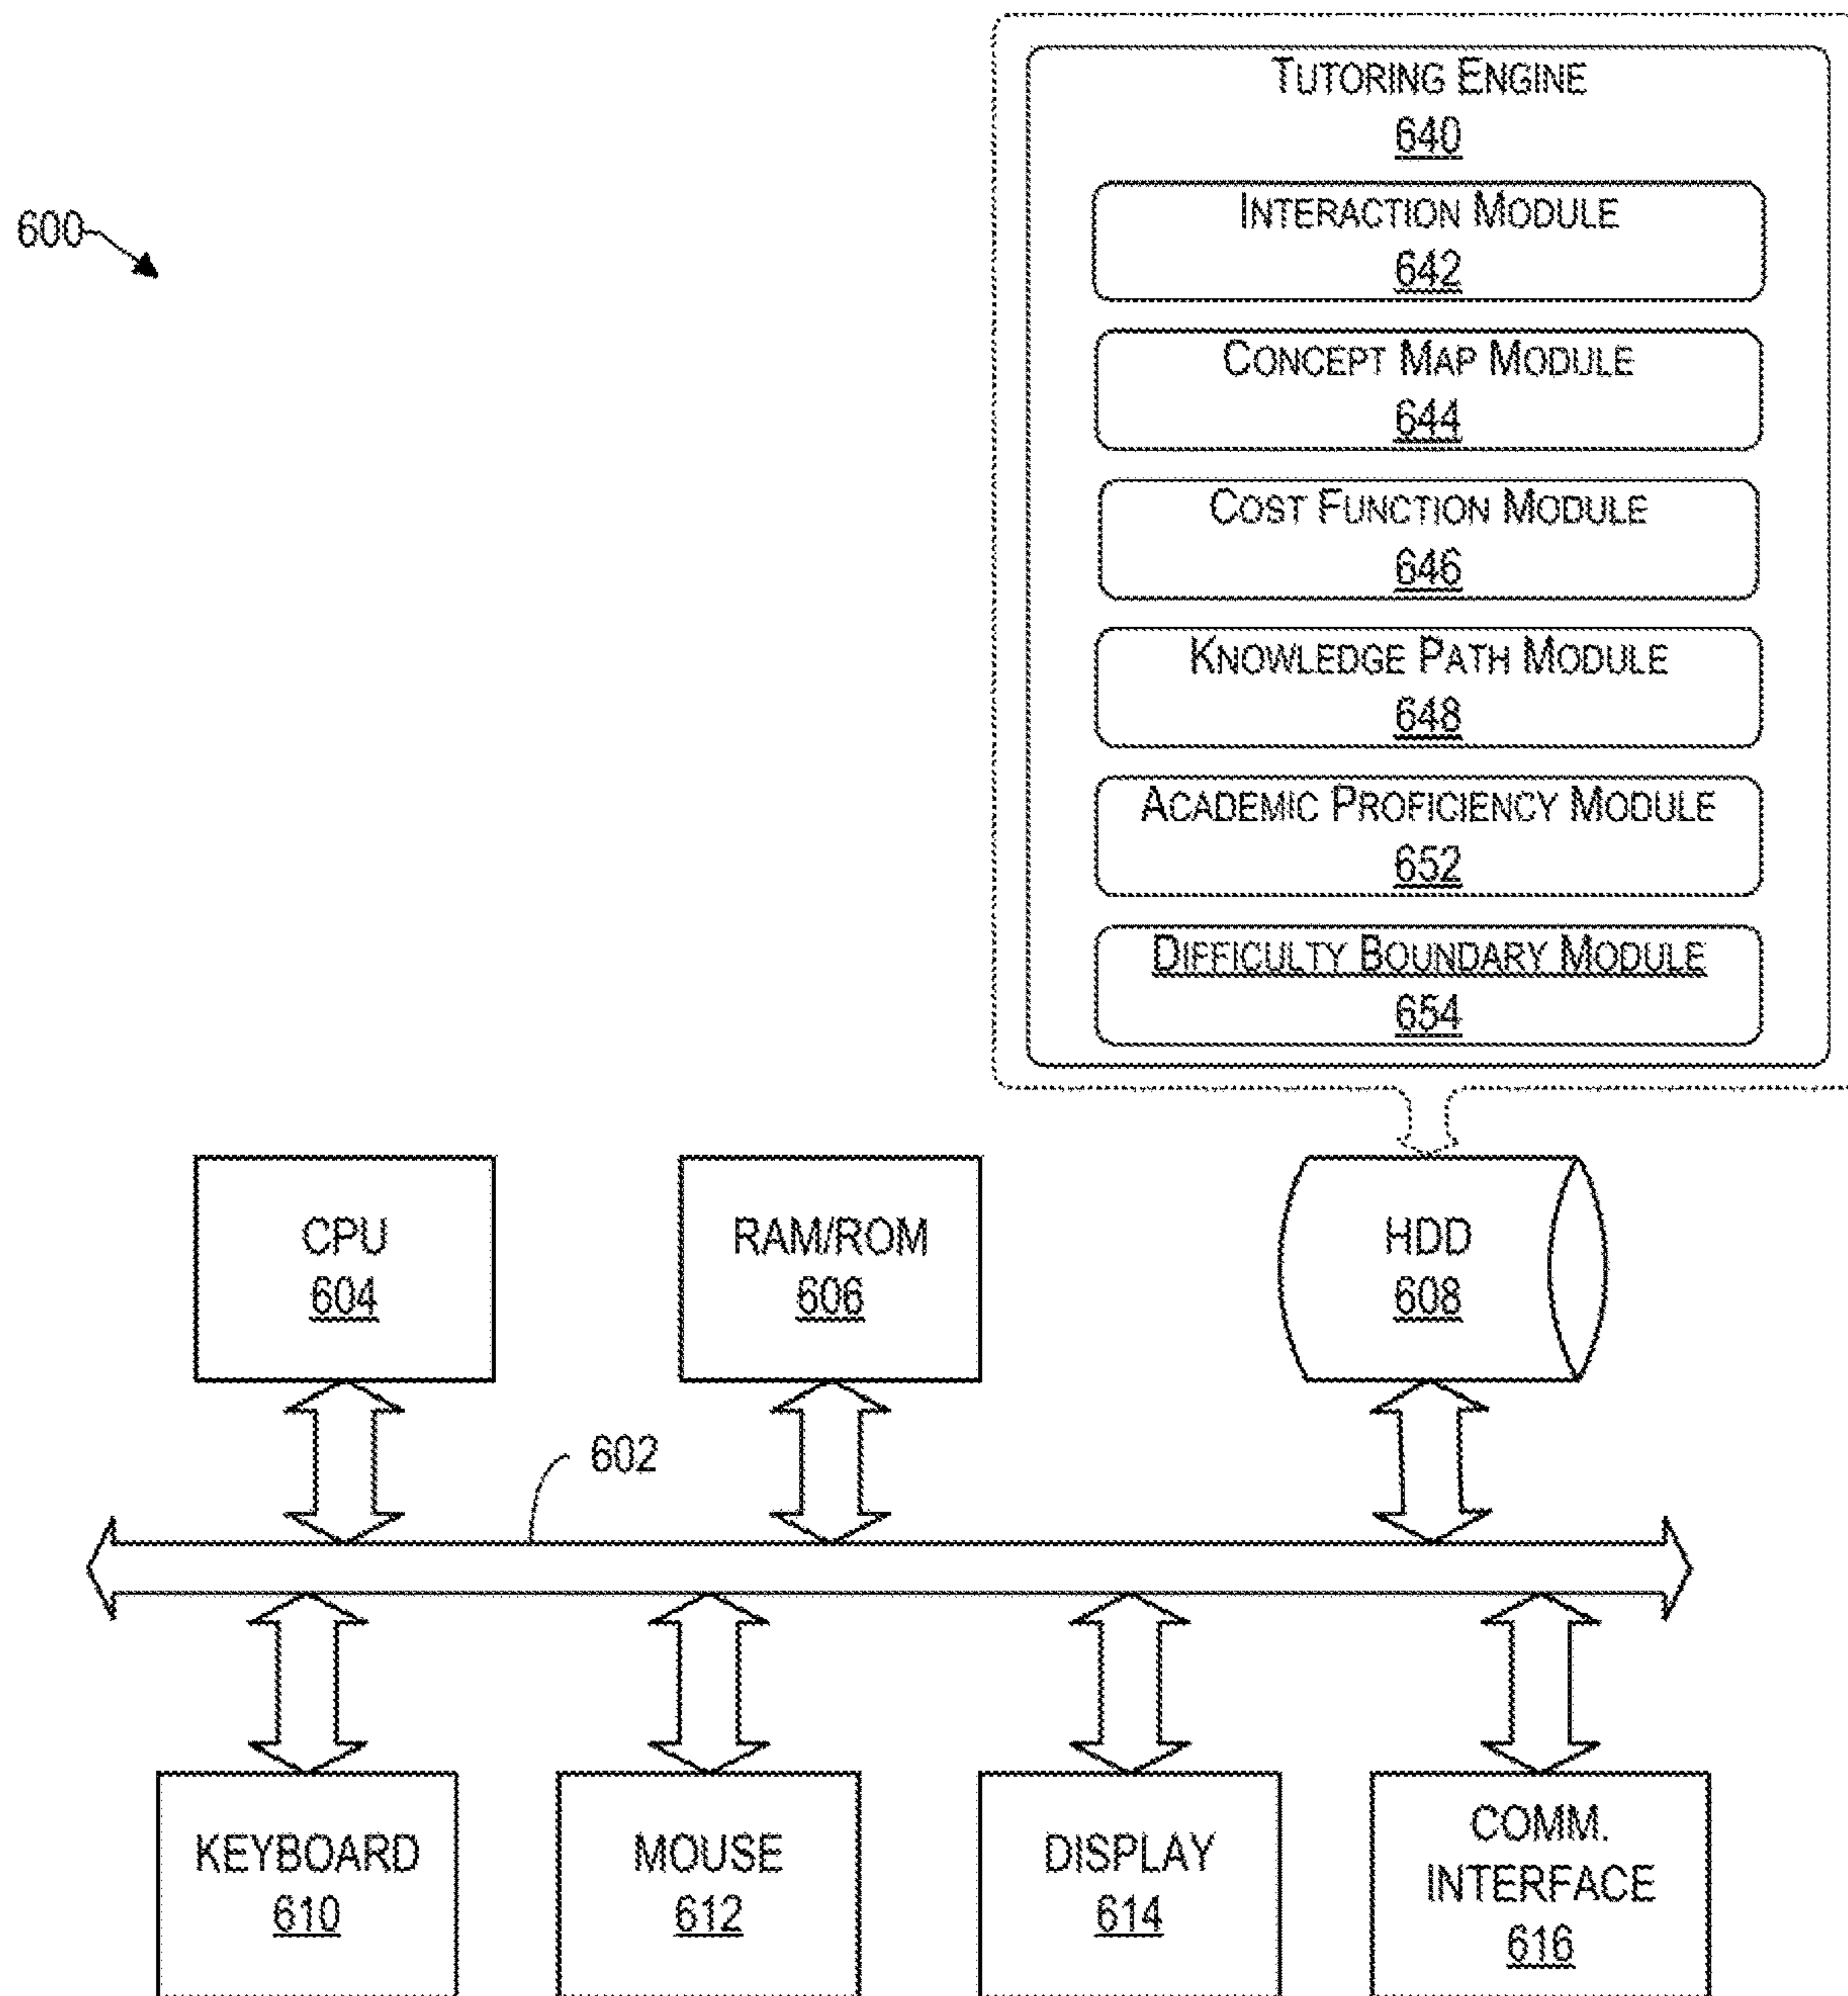 600
TUTORING ENGINE
640
INTERACTION MODULE
642
CONCEPT MAP MODULE
644
COST FUNCTION MODULE
646
KNOWLEDGE PATH MODULE
648
ACADEMIC PROFICIENCY MODULE
652
DIFFICULTY BOUNDARY MODULE
654
CPU
604
RAM/ROM
606
HDD
608
602
KEYBOARD
610
MOUSE
612
DISPLAY
614
COMM.
INTERFACE
616